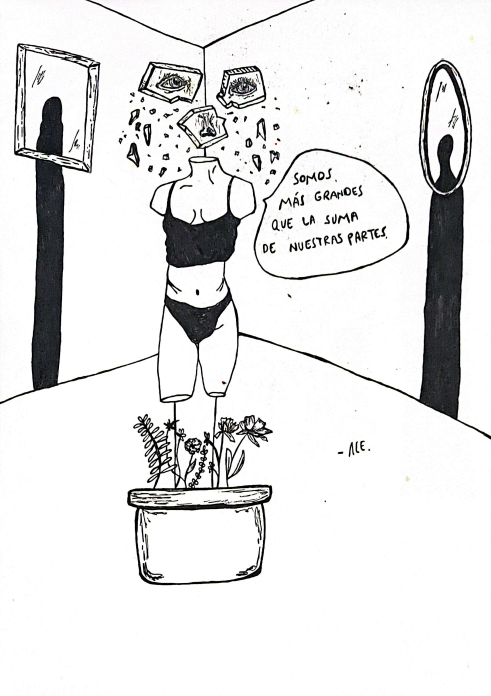 SOMOS.
MÁS GRANDES
QUE LA SUMA
DE NUESTRAS PARTES.
- ALE.